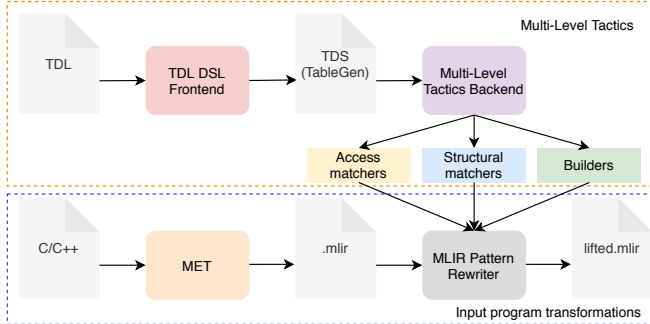 Multi-Level Tactics
TDL
TDL DSL
Frontend
TDS
(TableGen)
Multi-Level
Tactics Backend
Access
matchers
Structural
matchers
Builders
C/C++
MET
.mlir
MLIR Pattern
Rewriter
lifted.mlir
Input program transformations